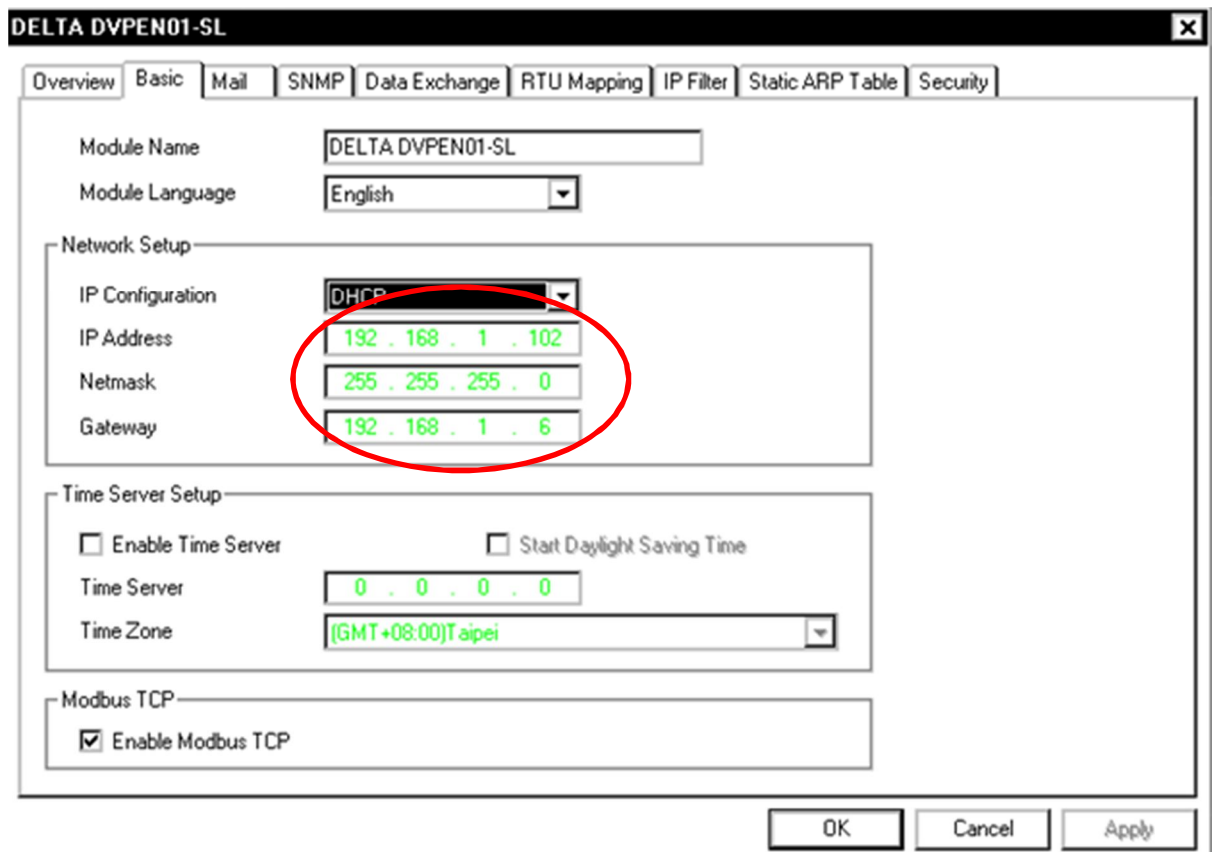 DELTA DVPEN01-SL
Overview Basic Mail SNMP Data Exchange RTU Mapping IP Filter Static ARP Table Security
Module Name DELTA DVPEN01-SL
Module Language English
Network Setup
IP Configuration DHCP
IP Address 192 . 168 . 1 . 102
Netmask 255 . 255 . 255 . 0
Gateway 192 . 168 . 1 . 6
Time Server Setup
Enable Time Server Start Daylight Saving Time
Time Server 0 . 0 . 0 . 0
Time Zone (GMT+08:00)Taipei
Modbus TCP
Enable Modbus TCP
OK Cancel Apply